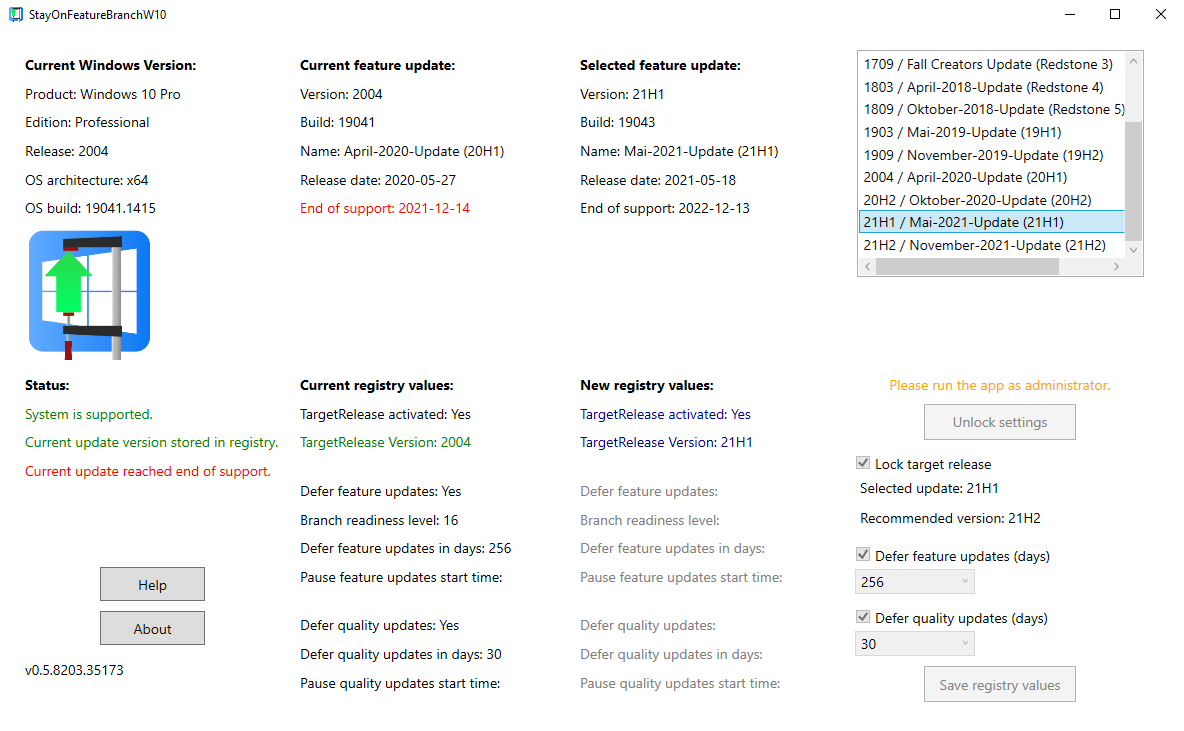 StayOnFeatureBranchW10
Current Windows Version:
Product: Windows 10 Pro
Edition: Professional
Release: 2004
OS architecture: x64
OS build: 19041.1415
Current feature update:
Version: 2004
Build: 19041
Name: April-2020-Update (20H1)
Release date: 2020-05-27
End of support: 2021-12-14
Selected feature update:
Version: 21H1
Build: 19043
Name: Mai-2021-Update (21H1)
Release date: 2021-05-18
End of support: 2022-12-13
1709 / Fall Creators Update (Redstone 3)
1803 / April-2018-Update (Redstone 4)
1809 / Oktober-2018-Update (Redstone 5)
1903 / Mai-2019-Update (19H1)
1909 / November-2019-Update (19H2)
2004 / April-2020-Update (20H1)
20H2 / Oktober-2020-Update (20H2)
21H1 / Mai-2021-Update (21H1)
21H2 / November-2021-Update (21H2)
Status:
System is supported.
Current update version stored in registry.
Current update reached end of support.
Help
About
v0.5.8203.35173
Current registry values:
TargetRelease activated: Yes
TargetRelease Version: 2004
Defer feature updates: Yes
Branch readiness level: 16
Defer feature updates in days: 256
Pause feature updates start time:
Defer quality updates: Yes
Defer quality updates in days: 30
Pause quality updates start time:
New registry values:
TargetRelease activated: Yes
TargetRelease Version: 21H1
Defer feature updates:
Branch readiness level:
Defer feature updates in days:
Pause feature updates start time:
Defer quality updates:
Defer quality updates in days:
Pause quality updates start time:
Please run the app as administrator.
Unlock settings
Lock target release
Selected update: 21H1
Recommended version: 21H2
Defer feature updates (days)
256
Defer quality updates (days)
30
Save registry values